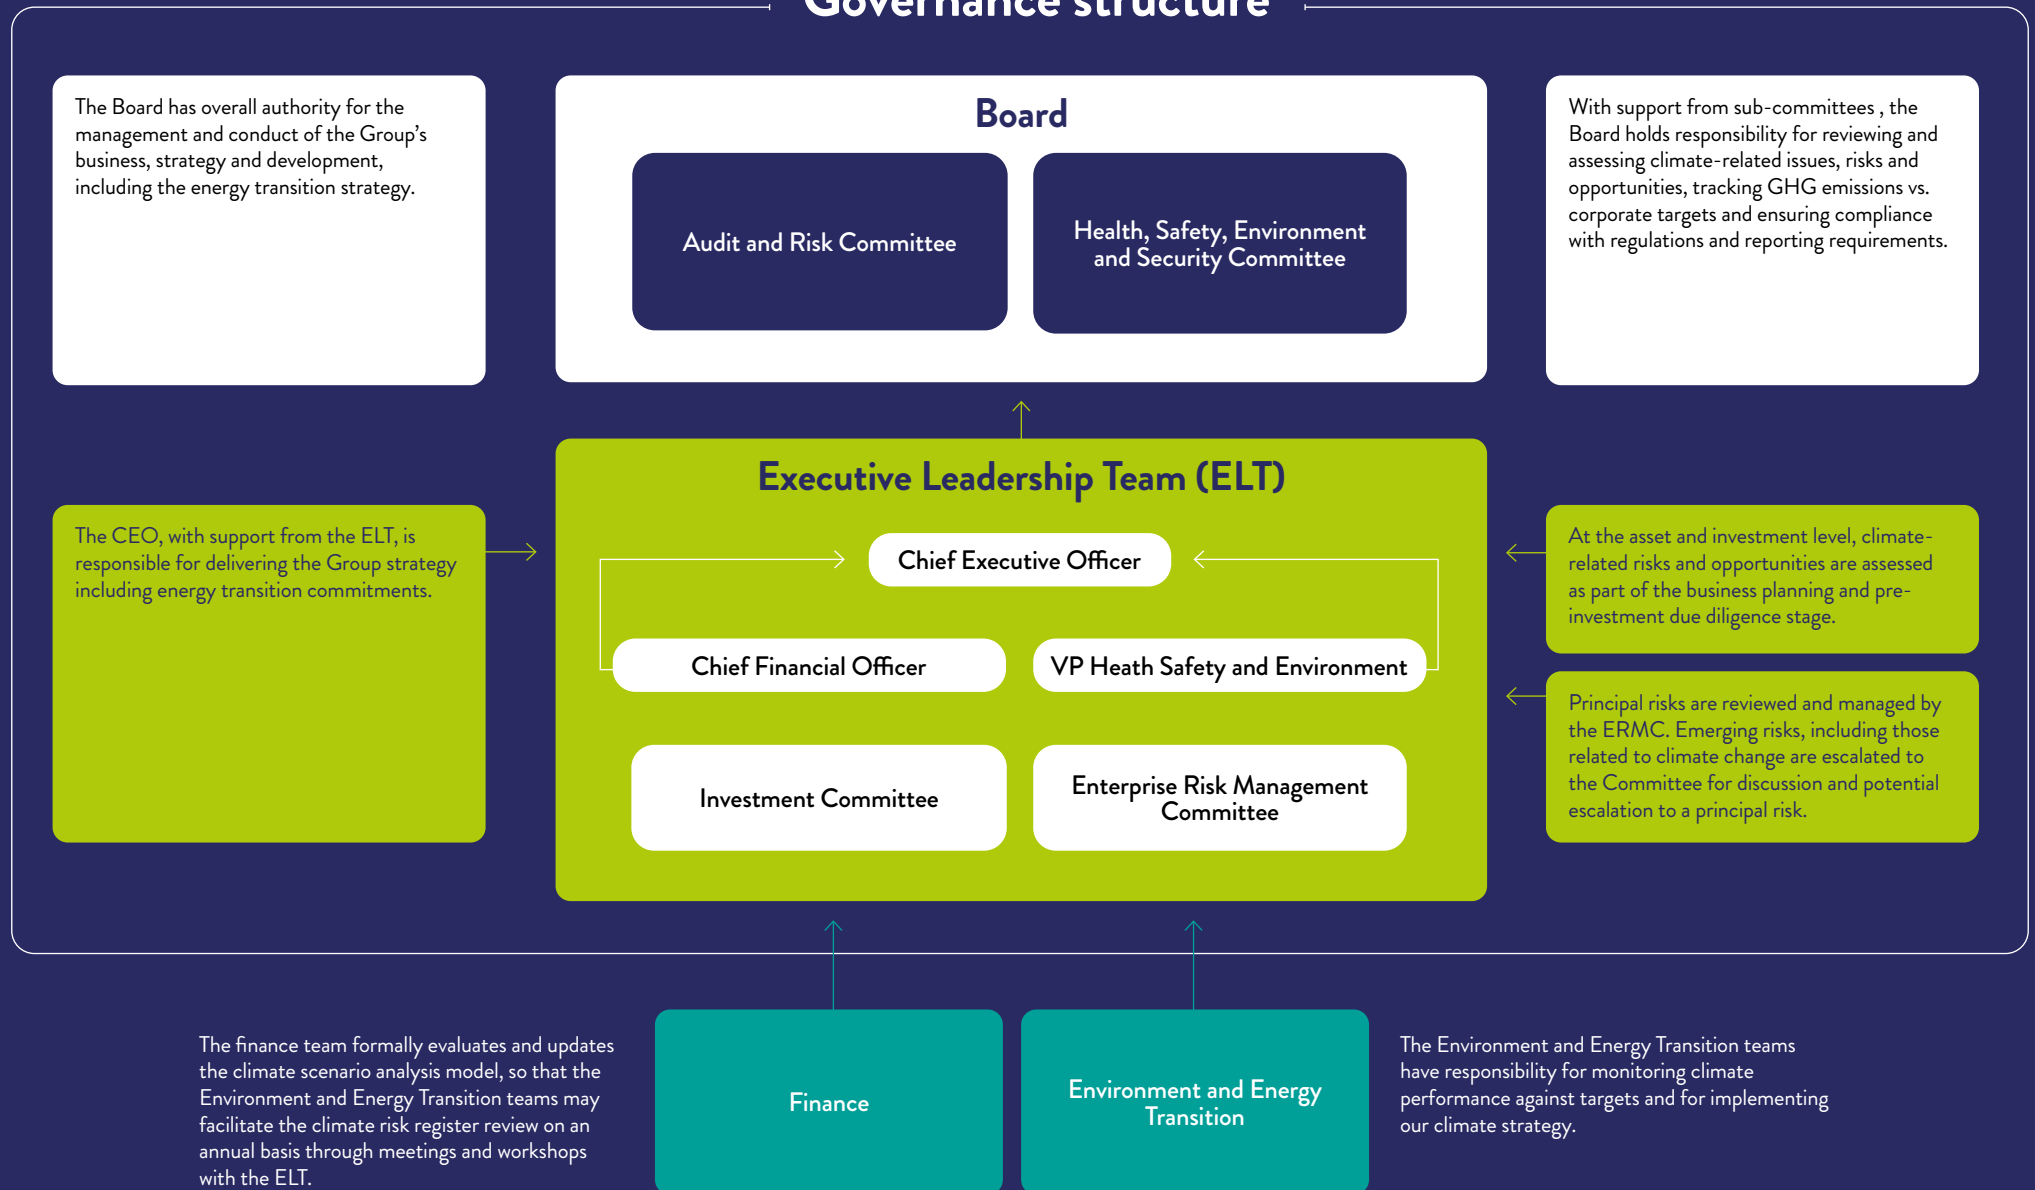 Governance structure
The Board has overall authority for the
management and conduct of the Group's
business, strategy and development,
including the energy transition strategy.
Board
Audit and Risk Committee
Health, Safety, Environment
and Security Committee
With support from sub-committees , the
Board holds responsibility for reviewing and
assessing climate-related issues, risks and
opportunities, tracking GHG emissions vs.
corporate targets and ensuring compliance
with regulations and reporting requirements.
Executive Leadership Team (ELT)
Chief Executive Officer
Chief Financial Officer
VP Heath Safety and Environment
Investment Committee
Enterprise Risk Management
Committee
The CEO, with support from the ELT, is
responsible for delivering the Group strategy
including energy transition commitments.
At the asset and investment level, climate-
related risks and opportunities are assessed
as part of the business planning and pre-
investment due diligence stage.
Principal risks are reviewed and managed by
the ERMC. Emerging risks, including those
related to climate change are escalated to
the Committee for discussion and potential
escalation to a principal risk.
The finance team formally evaluates and updates
the climate scenario analysis model, so that the
Environment and Energy Transition teams may
facilitate the climate risk register review on an
annual basis through meetings and workshops
with the ELT.
Finance
Environment and Energy
Transition
The Environment and Energy Transition teams
have responsibility for monitoring climate
performance against targets and for implementing
our climate strategy.